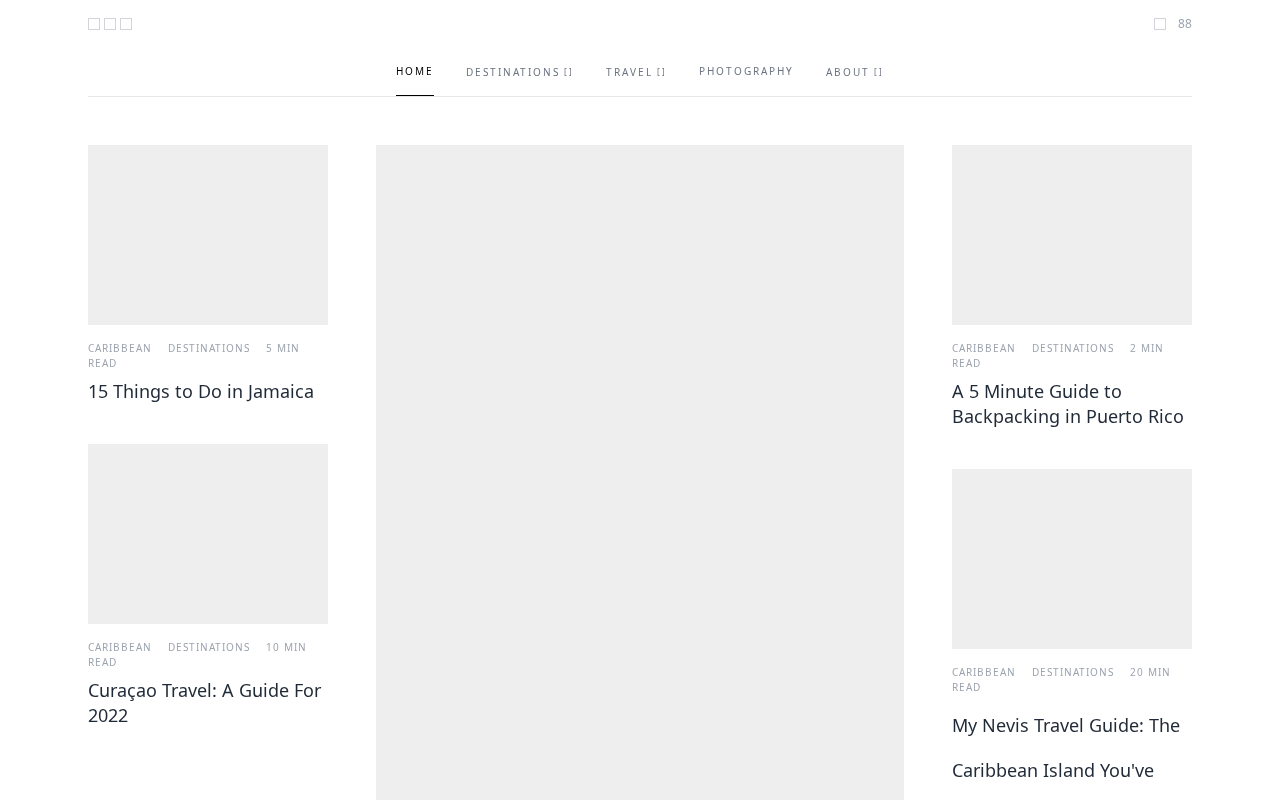 88
HOME DESTINATIONS TRAVEL PHOTOGRAPHY ABOUT
CARIBBEAN DESTINATIONS 5 MIN
READ
15 Things to Do in Jamaica
CARIBBEAN DESTINATIONS 10 MIN
READ
Curaçao Travel: A Guide For
2022
CARIBBEAN DESTINATIONS 2 MIN
READ
A 5 Minute Guide to
Backpacking in Puerto Rico
CARIBBEAN DESTINATIONS 20 MIN
READ
My Nevis Travel Guide: The
Caribbean Island You've